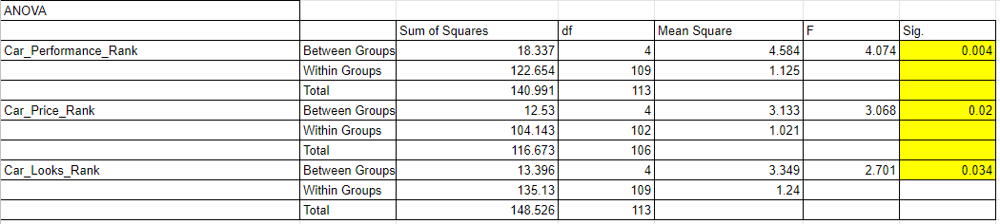 ANOVA
Sum of Squares df Mean Square F Sig.
Car_Performance_Rank Between Groups 18.337 4 4.584 4.074 0.004
Within Groups 122.654 109 1.125
Total 140.991 113
Car_Price_Rank Between Groups 12.53 4 3.133 3.068 0.02
Within Groups 104.143 102 1.021
Total 116.673 106
Car_Looks_Rank Between Groups 13.396 4 3.349 2.701 0.034
Within Groups 135.13 109 1.24
Total 148.526 113